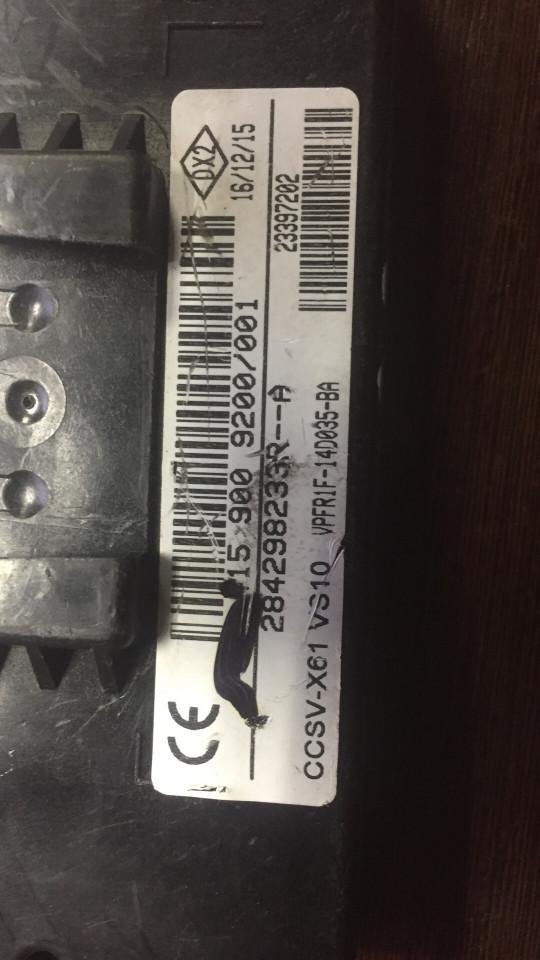 CE
15 900 9200/001
DX2
16/12/15
284298233R--A
23397202
CCSV-X61 VS10 VPFR1F-14D035-BA